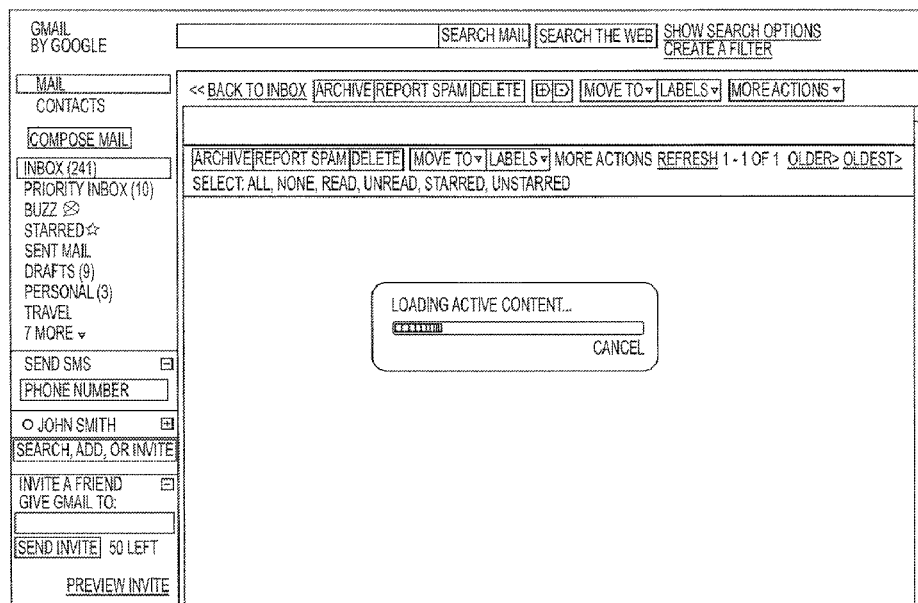 GMAIL
BY GOOGLE
SEARCH MAIL SEARCH THE WEB SHOW SEARCH OPTIONS
CREATE A FILTER
MAIL
CONTACTS
COMPOSE MAIL
INBOX (241)
PRIORITY INBOX (10)
BUZZ
STARRED
SENT MAIL
DRAFTS (9)
PERSONAL (3)
TRAVEL
7 MORE
SEND SMS
PHONE NUMBER
JOHN SMITH
SEARCH, ADD, OR INVITE
INVITE A FRIEND
GIVE GMAIL TO:
SEND INVITE 50 LEFT
PREVIEW INVITE
<< BACK TO INBOX ARCHIVE REPORT SPAM DELETE MOVE TO LABELS MORE ACTIONS
ARCHIVE REPORT SPAM DELETE MOVE TO LABELS MORE ACTIONS REFRESH 1 - 1 OF 1 OLDER> OLDEST>
SELECT: ALL, NONE, READ, UNREAD, STARRED, UNSTARRED
LOADING ACTIVE CONTENT...
CANCEL